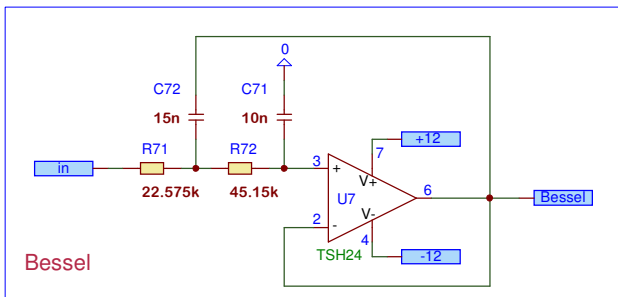 0
C72
C71
15n
10n
+12
7
R71
R72
in
3
+
V+
22.575k
45.15k
U7
6
Bessel
2
-
V-
4
TSH24
-12
Bessel